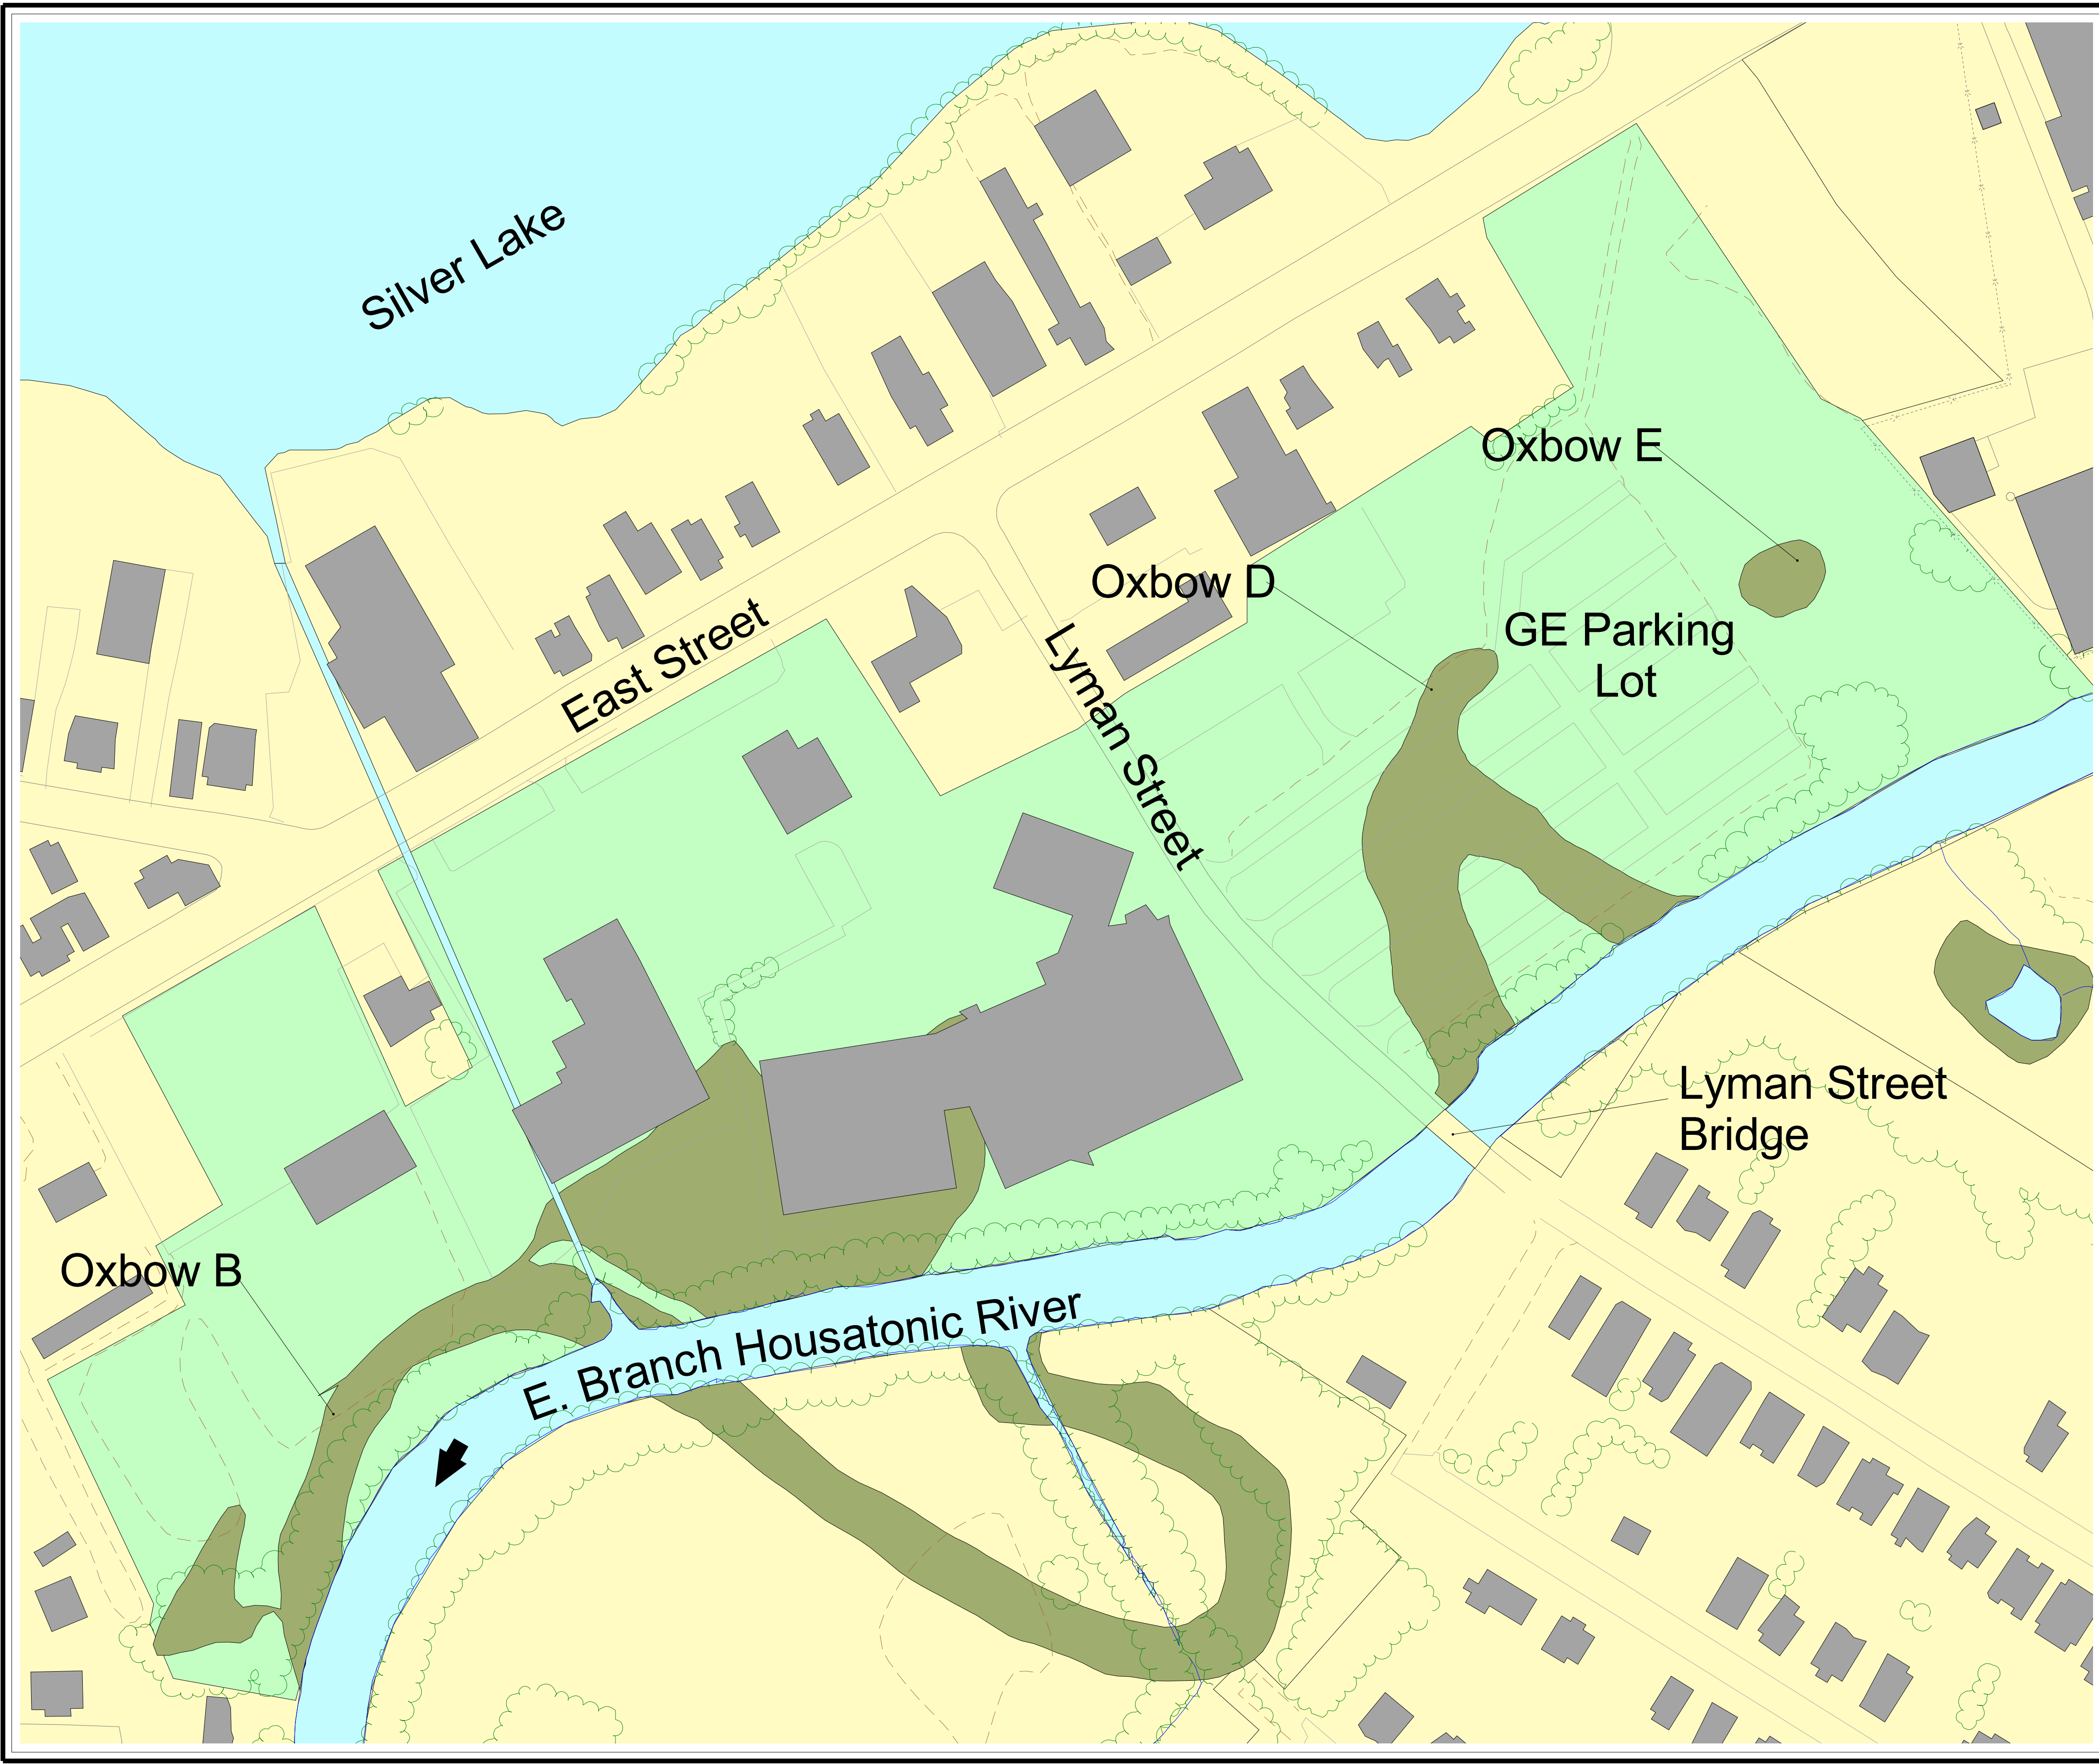 Silver Lake
Oxbow E
Oxbow D
GE Parking
Lot
East Street
Lyman Street
Lyman Street
Bridge
Oxbow B
E. Branch Housatonic River